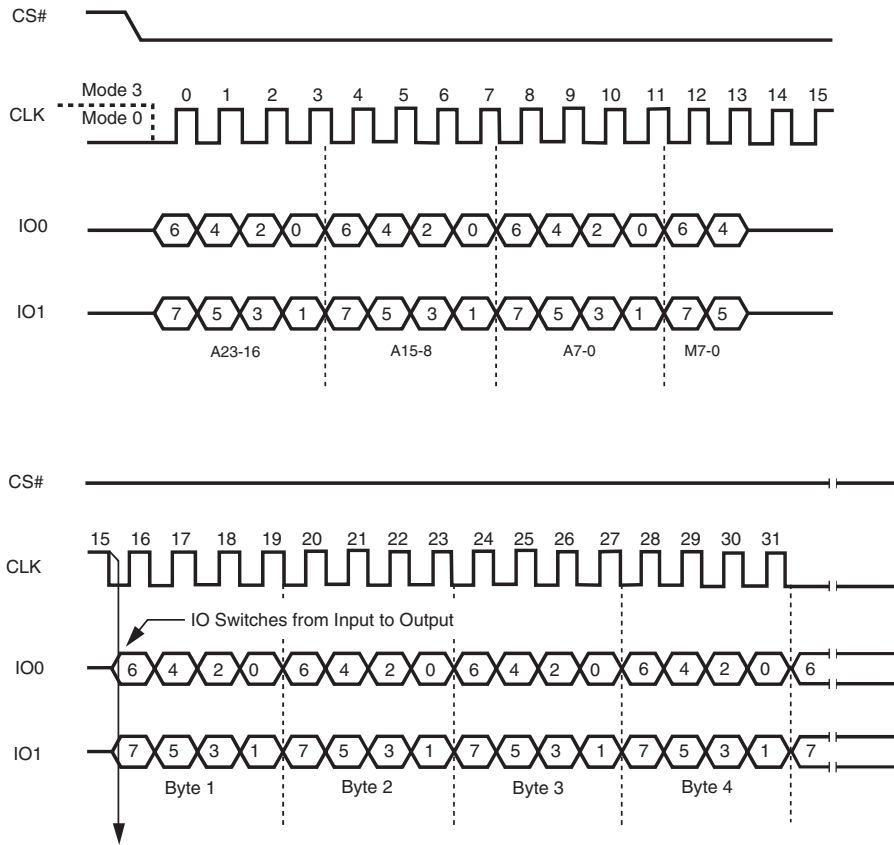 CS#
Mode 3
Mode 0
CLK
0 1 2 3 4 5 6 7 8 9 10 11 12 13 14 15
IO0
6 4 2 0 6 4 2 0 6 4 2 0 6 4
IO1
7 5 3 1 7 5 3 1 7 5 3 1 7 5
A23-16 A15-8 A7-0 M7-0
CS#
15 16 17 18 19 20 21 22 23 24 25 26 27 28 29 30 31
CLK
IO Switches from Input to Output
IO0
6 4 2 0 6 4 2 0 6 4 2 0 6 4 2 0 6
IO1
7 5 3 1 7 5 3 1 7 5 3 1 7 5 3 1 7
Byte 1 Byte 2 Byte 3 Byte 4